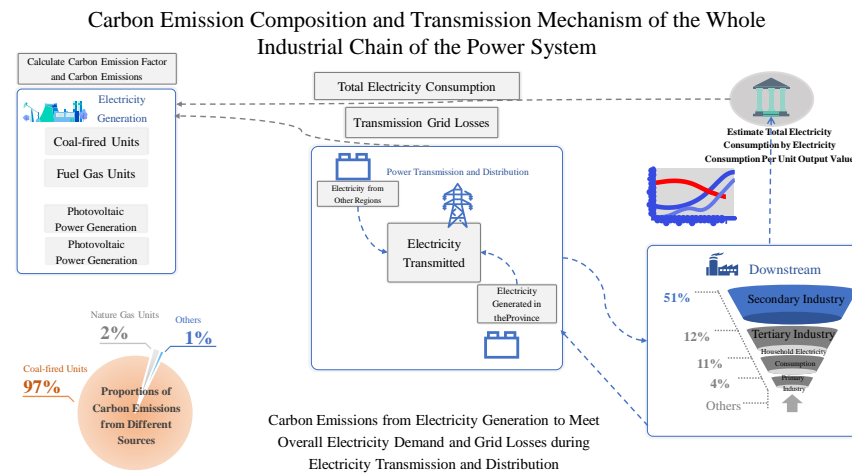 Carbon Emission Composition and Transmission Mechanism of the Whole
Industrial Chain of the Power System
Calculate Carbon Emission Factor
and Carbon Emissions
Electricity
Generation
Coal-fired Units
Fuel Gas Units
Photovoltaic
Power Generation
Photovoltaic
Power Generation
Total Electricity Consumption
Transmission Grid Losses
Power Transmission and Distribution
Electricity from
Other Regions
Electricity
Transmitted
Electricity
Generated in
theProvince
Estimate Total Electricity
Consumption by Electricity
Consumption Per Unit Output Value
Downstream
51%
Secondary Industry
12%
Tertiary Industry
11%
Household Electricity
Consumption
4%
Primary
Industry
Others
Nature Gas Units
2%
Others
1%
Coal-fired Units
97%
Proportions of
Carbon Emissions
from Different
Sources
Carbon Emissions from Electricity Generation to Meet
Overall Electricity Demand and Grid Losses during
Electricity Transmission and Distribution